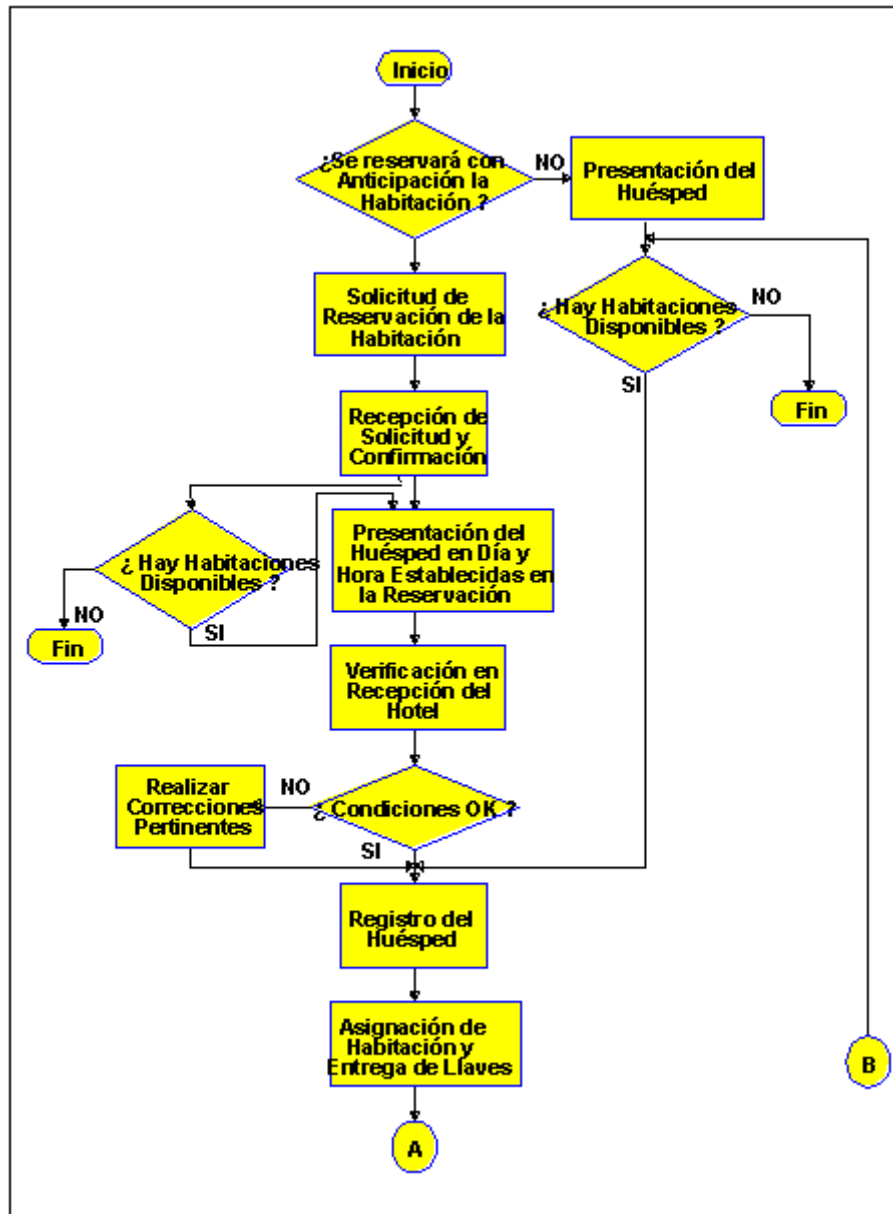 Inicio
¿Se reservará con
Anticipación la
Habitación ?
NO
Presentación del
Huésped
Solicitud de
Reservación de la
Habitación
¿ Hay Habitaciones
Disponibles ?
NO
SI
Fin
Recepción de
Solicitud y
Confirmación
¿ Hay Habitaciones
Disponibles ?
NO
SI
Fin
Presentación del
Huésped en Día y
Hora Establecidas en
la Reservación
Verificación en
Recepción del
Hotel
¿ Condiciones OK ?
NO
SI
Realizar
Correcciones
Pertinentes
Registro del
Huésped
Asignación de
Habitación y
Entrega de Llaves
A
B